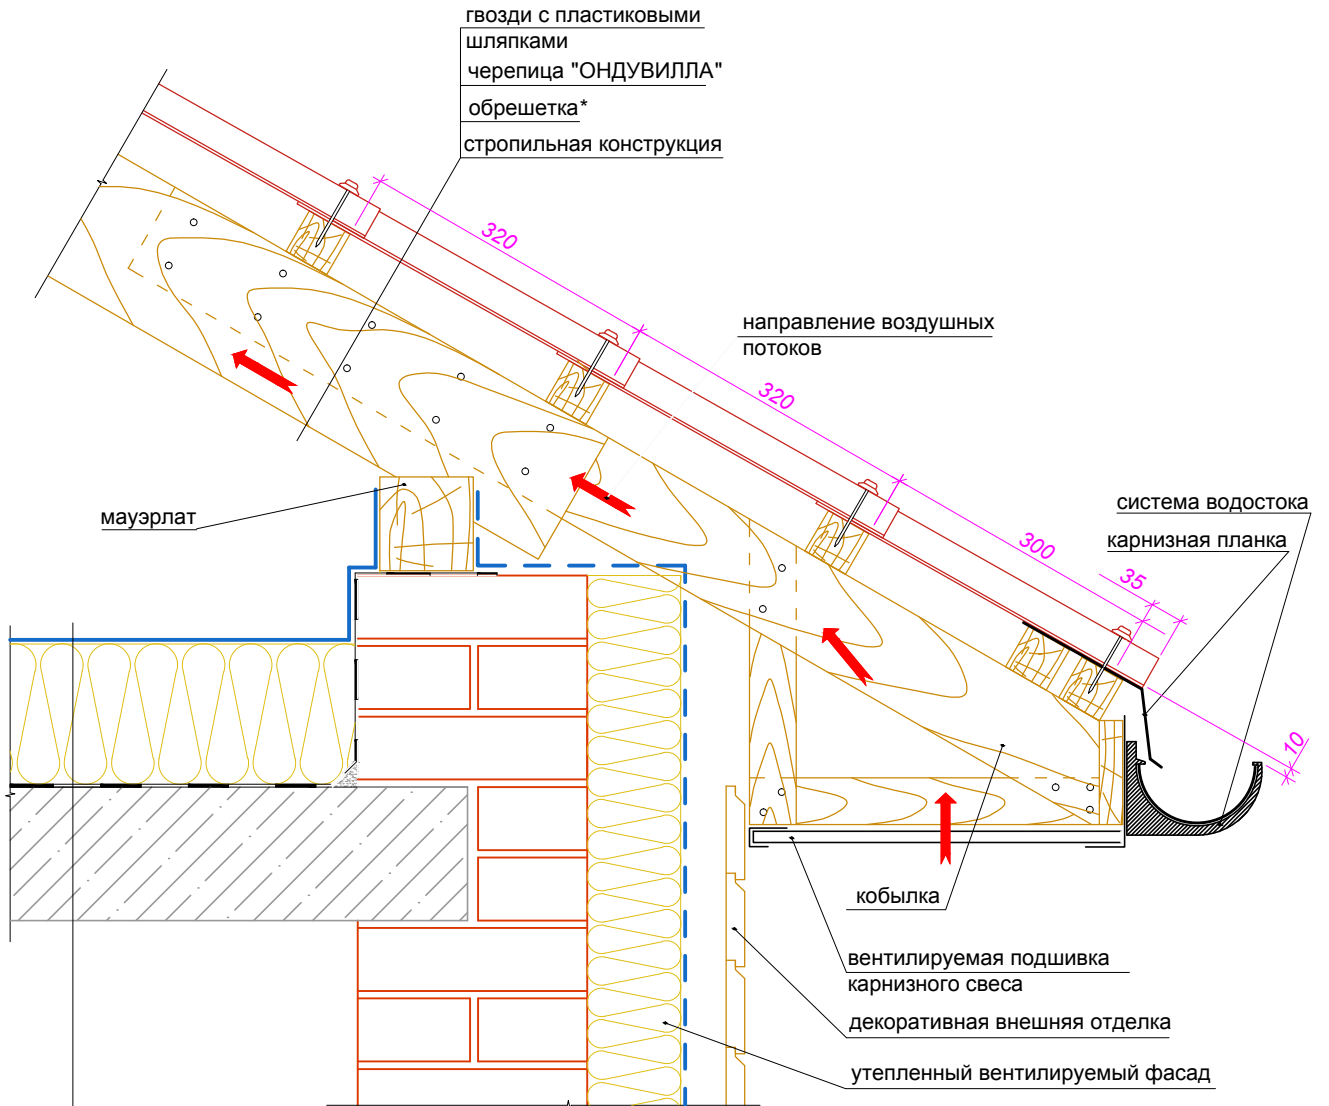 гвозди с пластиковыми
шляпками
черепица "ОНДУВИЛЛА"
обрешетка*
стропильная конструкция
320
направление воздушных
потоков
320
система водостока
карнизная планка
мауэрлат
300
35
10
кобылка
вентилируемая подшивка
карнизного свеса
декоративная внешняя отделка
утепленный вентилируемый фасад